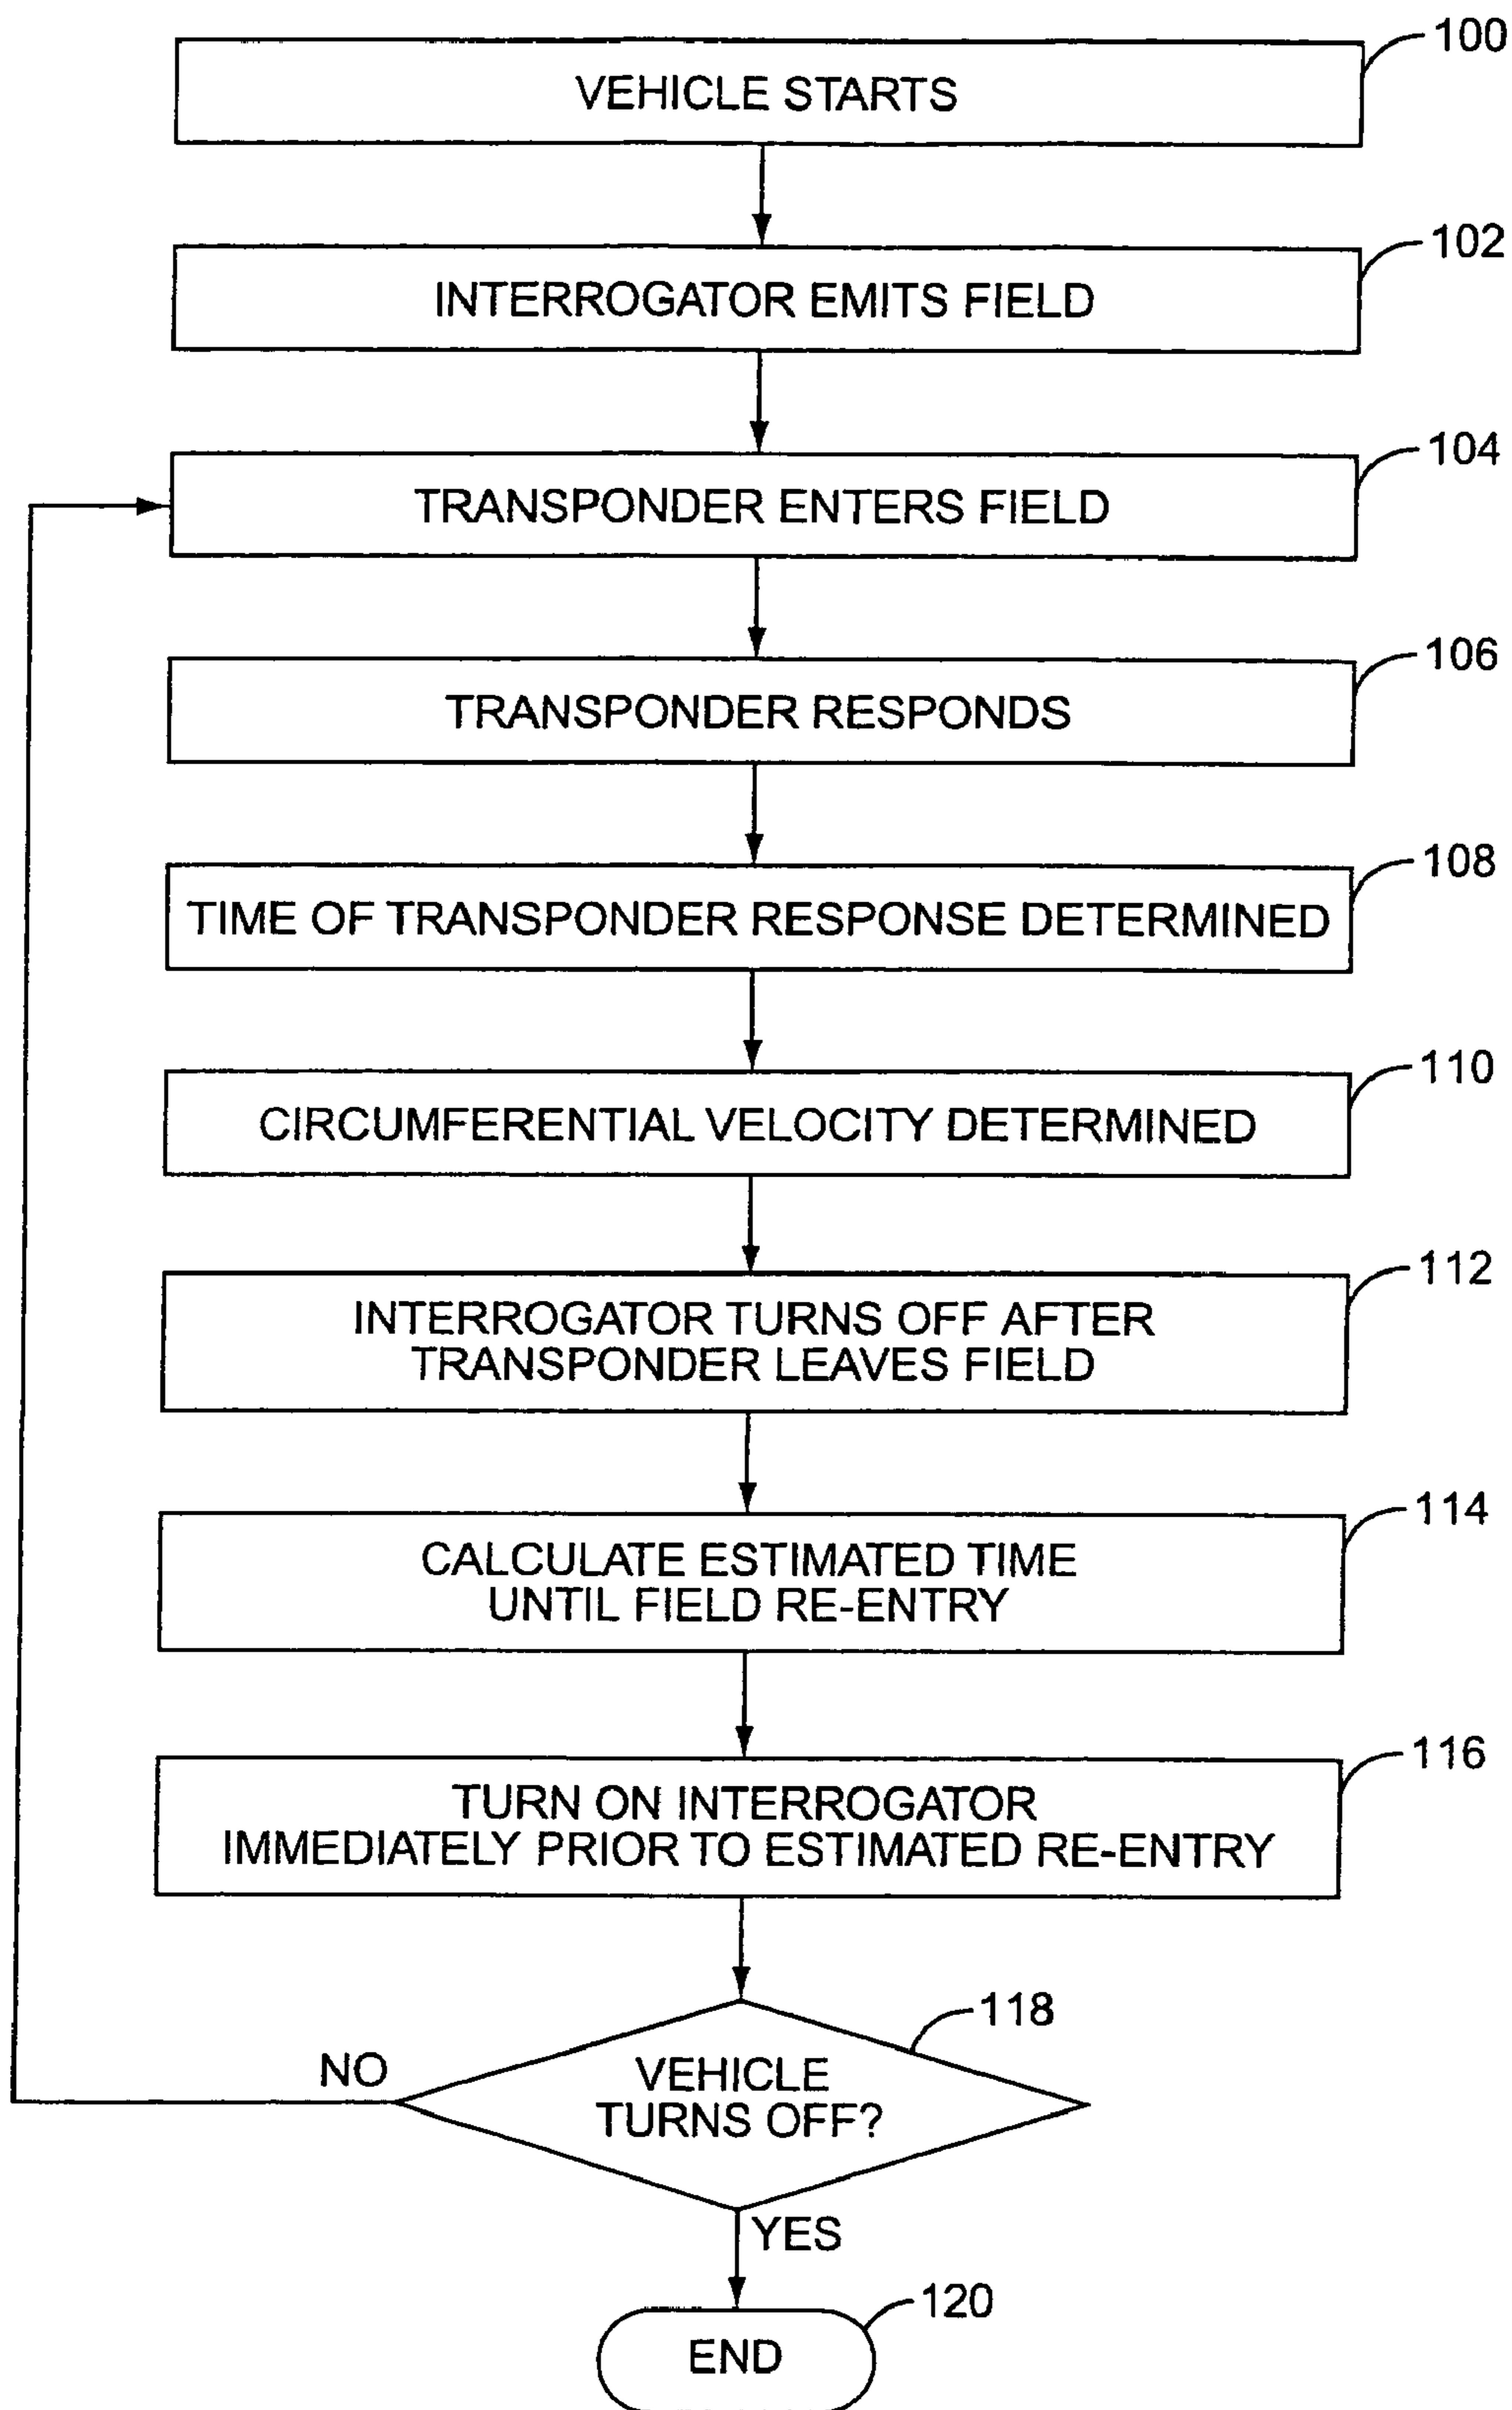 100
VEHICLE STARTS
102
INTERROGATOR EMITS FIELD
104
TRANSPONDER ENTERS FIELD
106
TRANSPONDER RESPONDS
108
TIME OF TRANSPONDER RESPONSE DETERMINED
110
CIRCUMFERENTIAL VELOCITY DETERMINED
112
INTERROGATOR TURNS OFF AFTER
TRANSPONDER LEAVES FIELD
114
CALCULATE ESTIMATED TIME
UNTIL FIELD RE-ENTRY
116
TURN ON INTERROGATOR
IMMEDIATELY PRIOR TO ESTIMATED RE-ENTRY
118
NO
VEHICLE
TURNS OFF?
YES
120
END